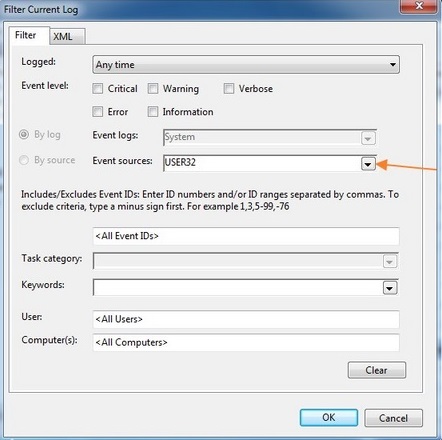 Filter Current Log
Filter XML
Logged: Any time
Event level: Critical Warning Verbose
Error Information
By log Event logs: System
By source Event sources: USER32
Includes/Excludes Event IDs: Enter ID numbers and/or ID ranges separated by commas. To
exclude criteria, type a minus sign first. For example 1,3,5-99,-76
<All Event IDs>
Task category:
Keywords:
User: <All Users>
Computer(s): <All Computers>
Clear
OK Cancel